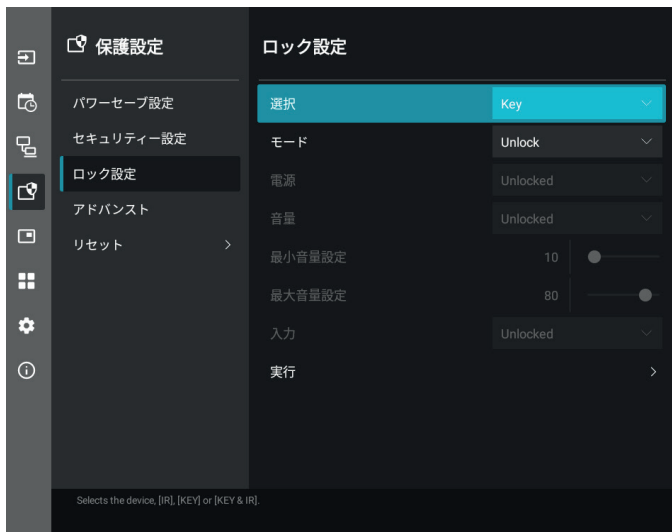 保護設定
パワーセーブ設定
セキュリティー設定
ロック設定
アドバンスト
リセット
ロック設定
選択 Key
モード Unlock
電源 Unlocked
音量 Unlocked
最小音量設定 10
最大音量設定 80
入力 Unlocked
実行
Selects the device, [IR], [KEY] or [KEY & IR].